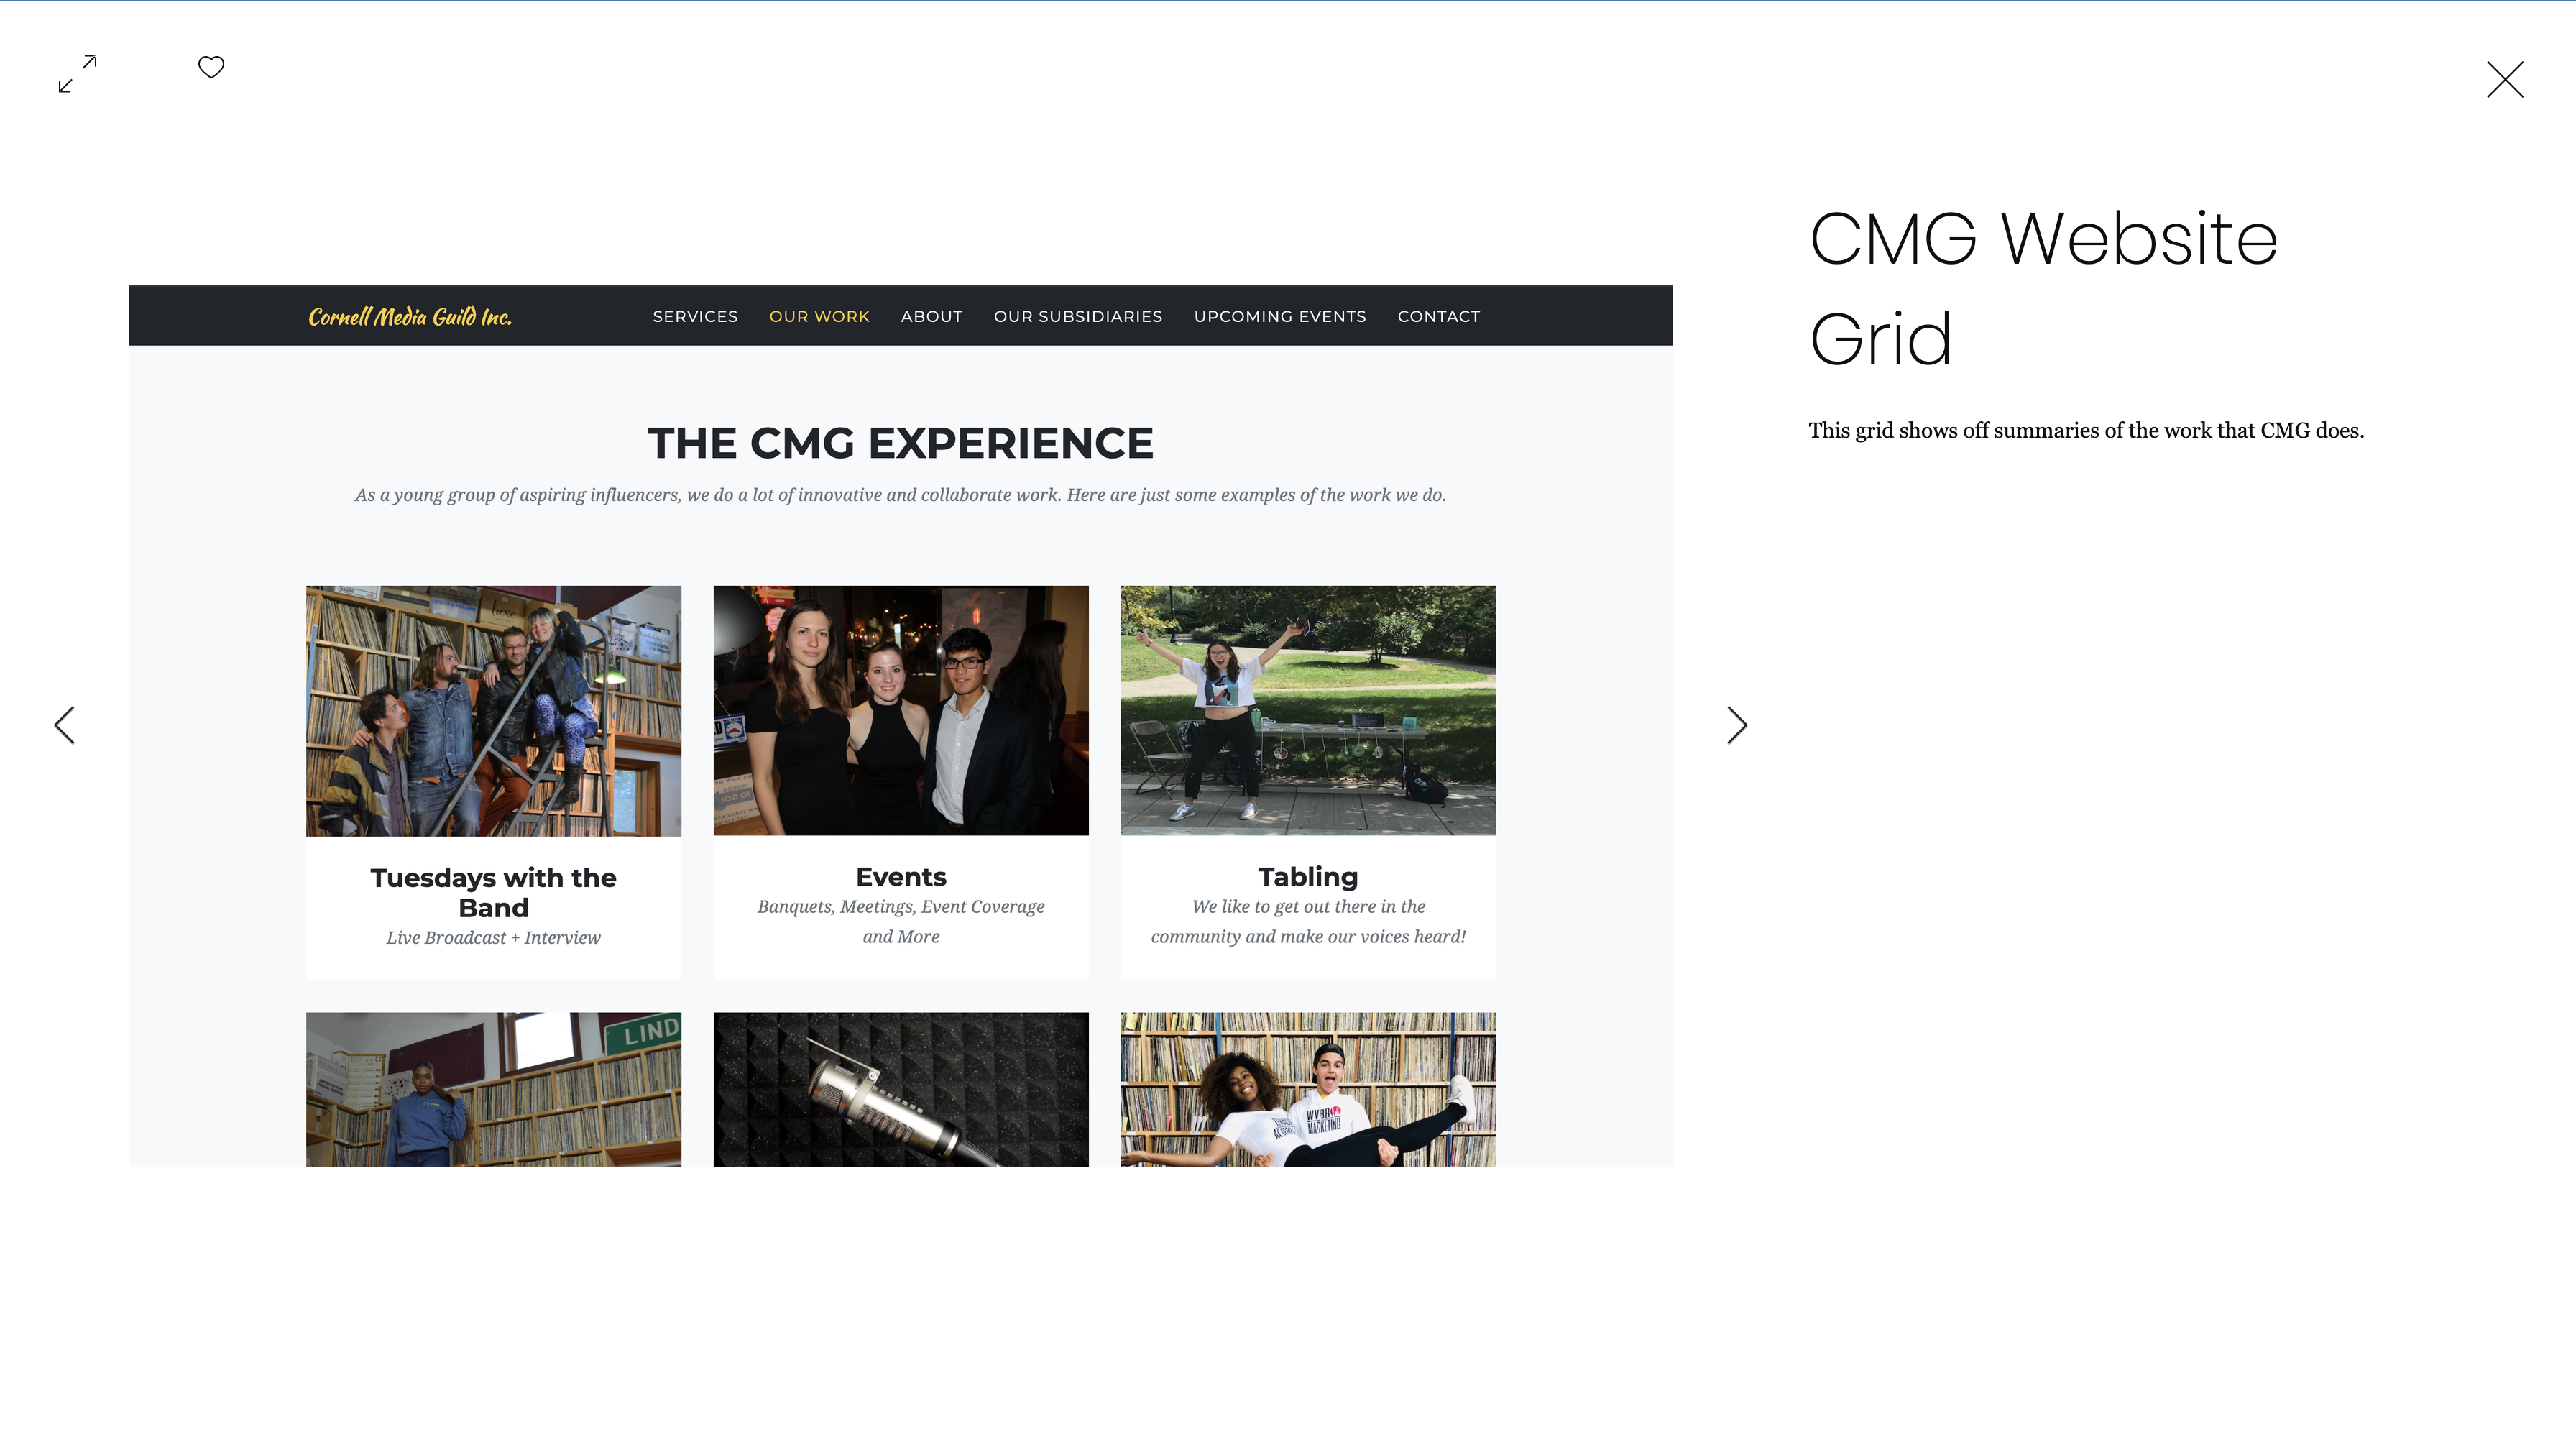 Cornell Media Guild Inc.
SERVICES OUR WORK ABOUT OUR SUBSIDIARIES UPCOMING EVENTS CONTACT
THE CMG EXPERIENCE
As a young group of aspiring influencers, we do a lot of innovative and collaborate work. Here are just some examples of the work we do.
Tuesdays with the
Band
Live Broadcast + Interview
Events
Banquets, Meetings, Event Coverage
and More
Tabling
We like to get out there in the
community and make our voices heard!
LIND
WVBR
MARKETING
CMG Website
Grid
This grid shows off summaries of the work that CMG does.